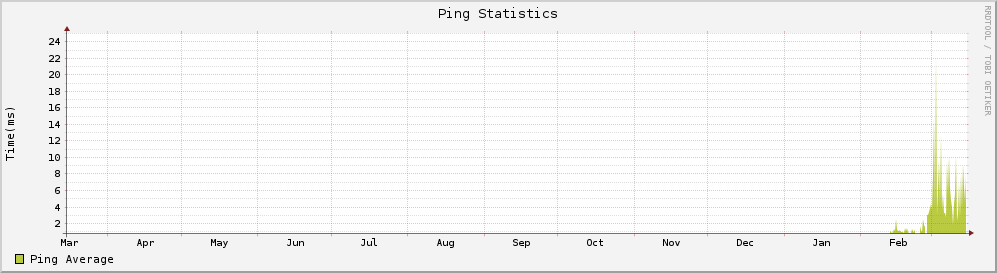 Ping Statistics
RRDTOOL / TOBI OETIKER
Time(ms)
24
22
20
18
16
14
12
10
8
6
4
2
Mar Apr May Jun Jul Aug Sep Oct Nov Dec Jan Feb
Ping Average